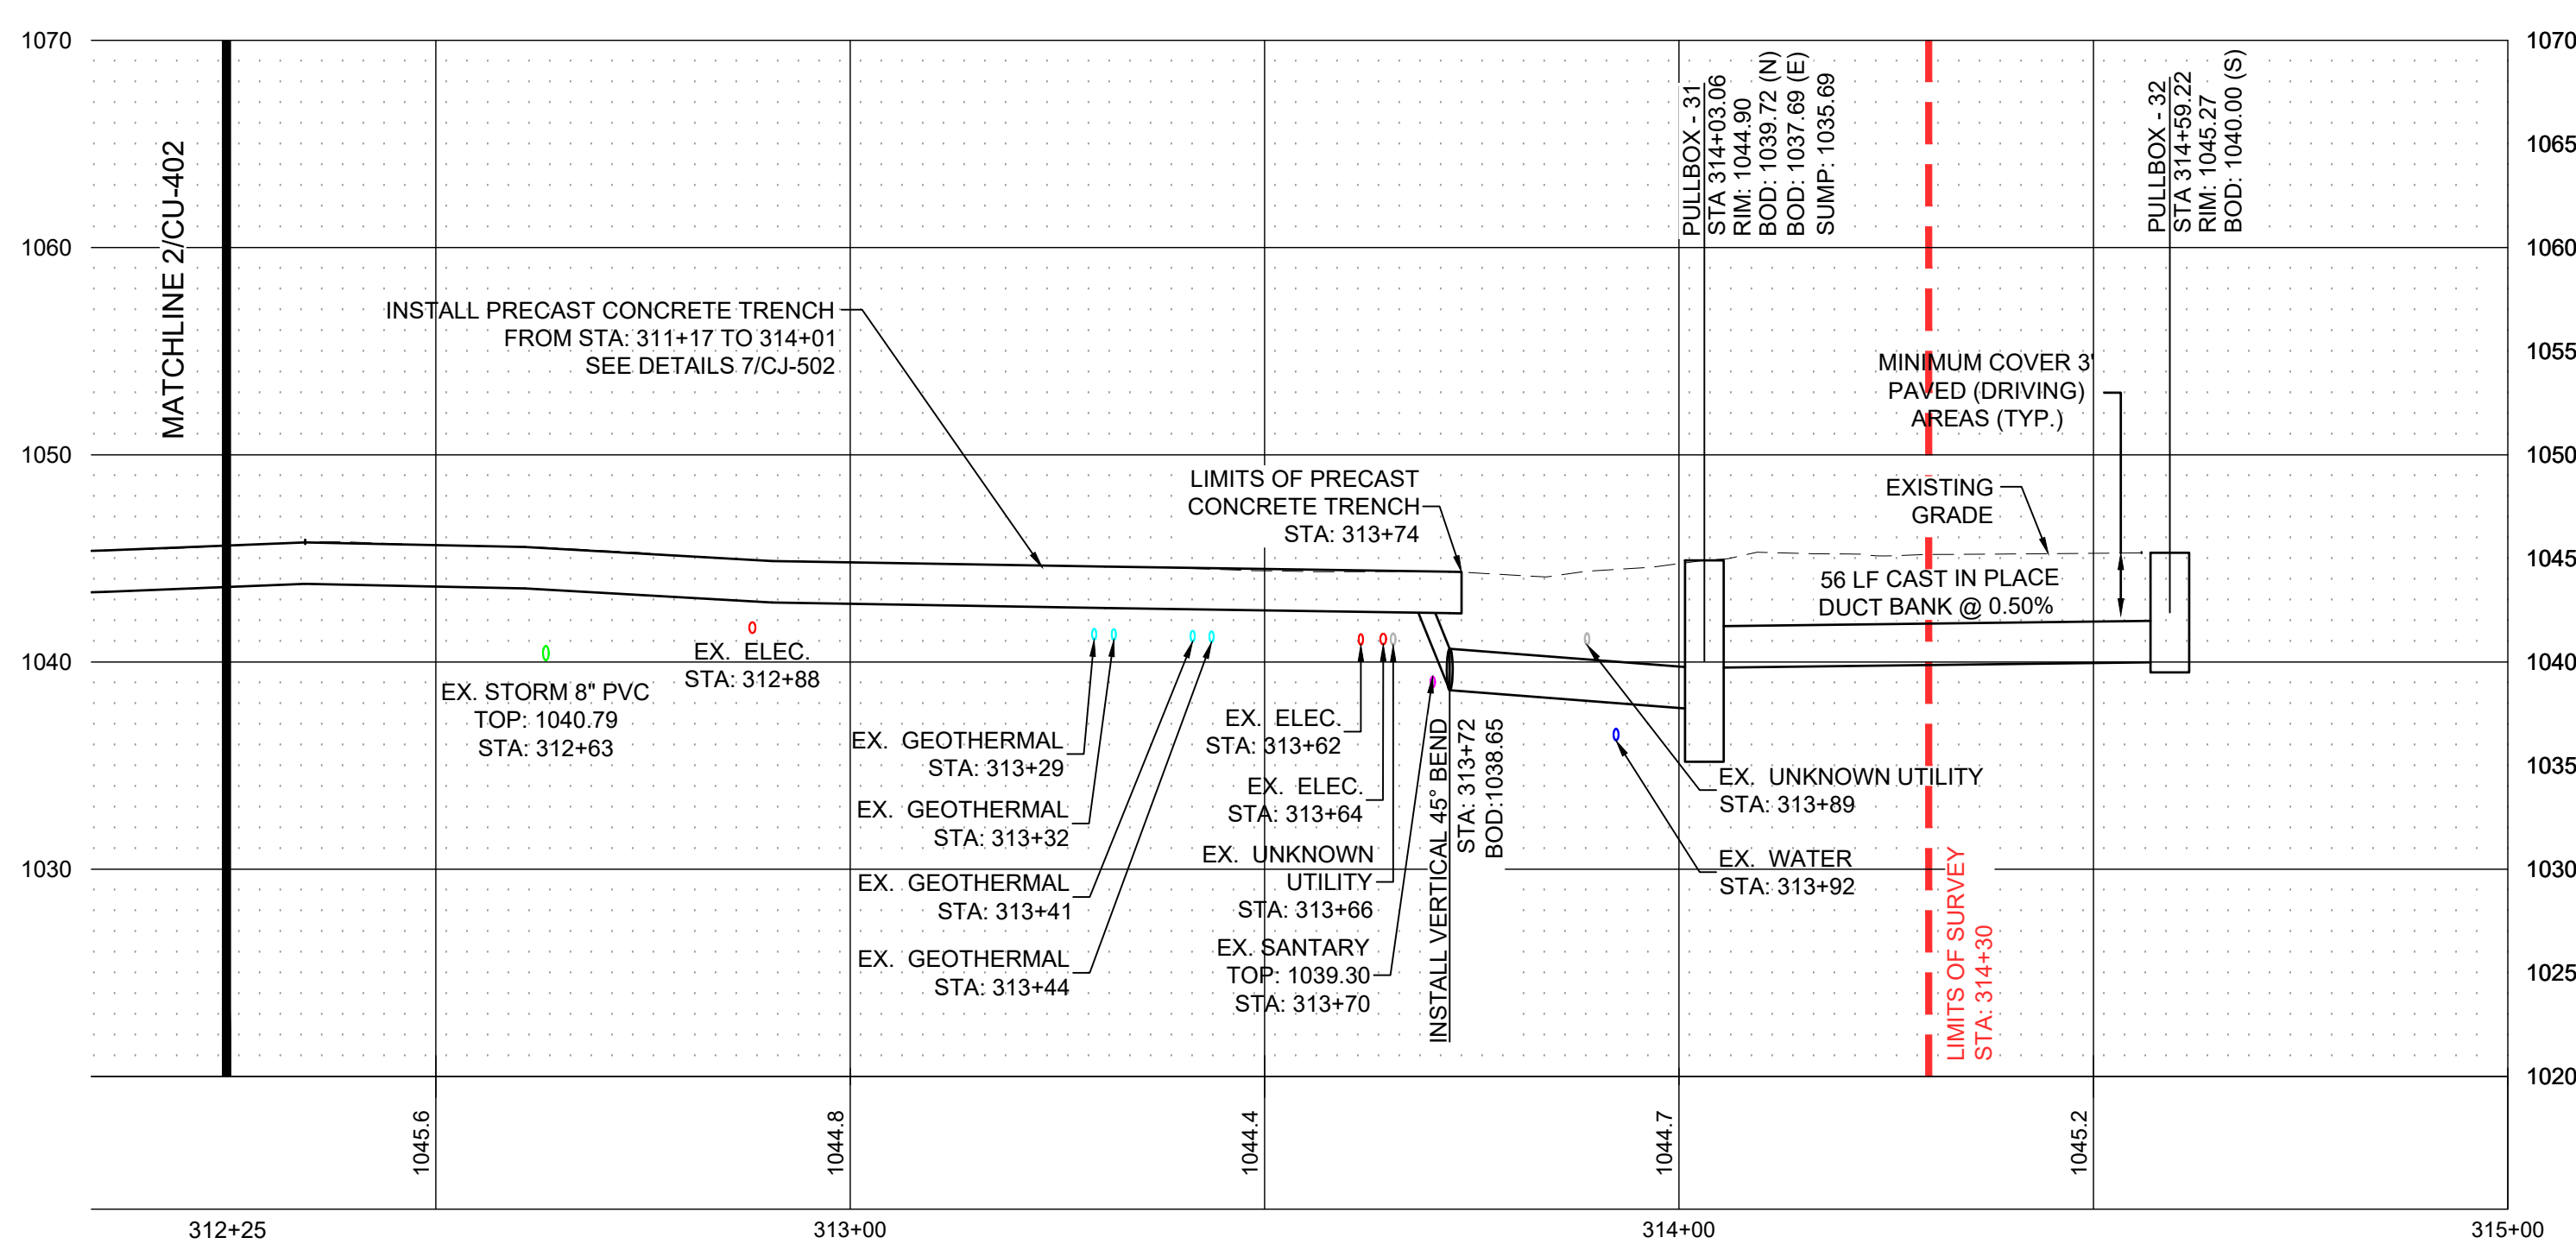 1070
1060
1050
1040
1030
MATCHLINE 2/CU-402
INSTALL PRECAST CONCRETE TRENCH
FROM STA: 311+17 TO 314+01
SEE DETAILS 7/CJ-502
LIMITS OF PRECAST
CONCRETE TRENCH
STA: 313+74
PULLBOX - 31
STA 314+03.06
RIM: 1044.90
BOD: 1039.72 (N)
BOD: 1037.69 (E)
SUMP: 1035.69
PULLBOX - 32
STA 314+59.22
RIM: 1045.27
BOD: 1040.00 (S)
MINIMUM COVER 3'
PAVED (DRIVING)
AREAS (TYP.)
EXISTING
GRADE
56 LF CAST IN PLACE
DUCT BANK @ 0.50%
EX. STORM 8" PVC
TOP: 1040.79
STA: 312+63
EX. ELEC.
STA: 312+88
EX. GEOTHERMAL
STA: 313+29
EX. GEOTHERMAL
STA: 313+32
EX. GEOTHERMAL
STA: 313+41
EX. GEOTHERMAL
STA: 313+44
EX. ELEC.
STA: 313+62
EX. ELEC.
STA: 313+64
EX. UNKNOWN
UTILITY
STA: 313+66
EX. SANTARY
TOP: 1039.30
STA: 313+70
INSTALL VERTICAL 45° BEND
STA: 313+72
BOD:1038.65
EX. UNKNOWN UTILITY
STA: 313+89
EX. WATER
STA: 313+92
LIMITS OF SURVEY
STA: 314+30
1070
1065
1060
1055
1050
1045
1040
1035
1030
1025
1020
1045.6
1044.8
1044.4
1044.7
1045.2
312+25
313+00
314+00
315+00